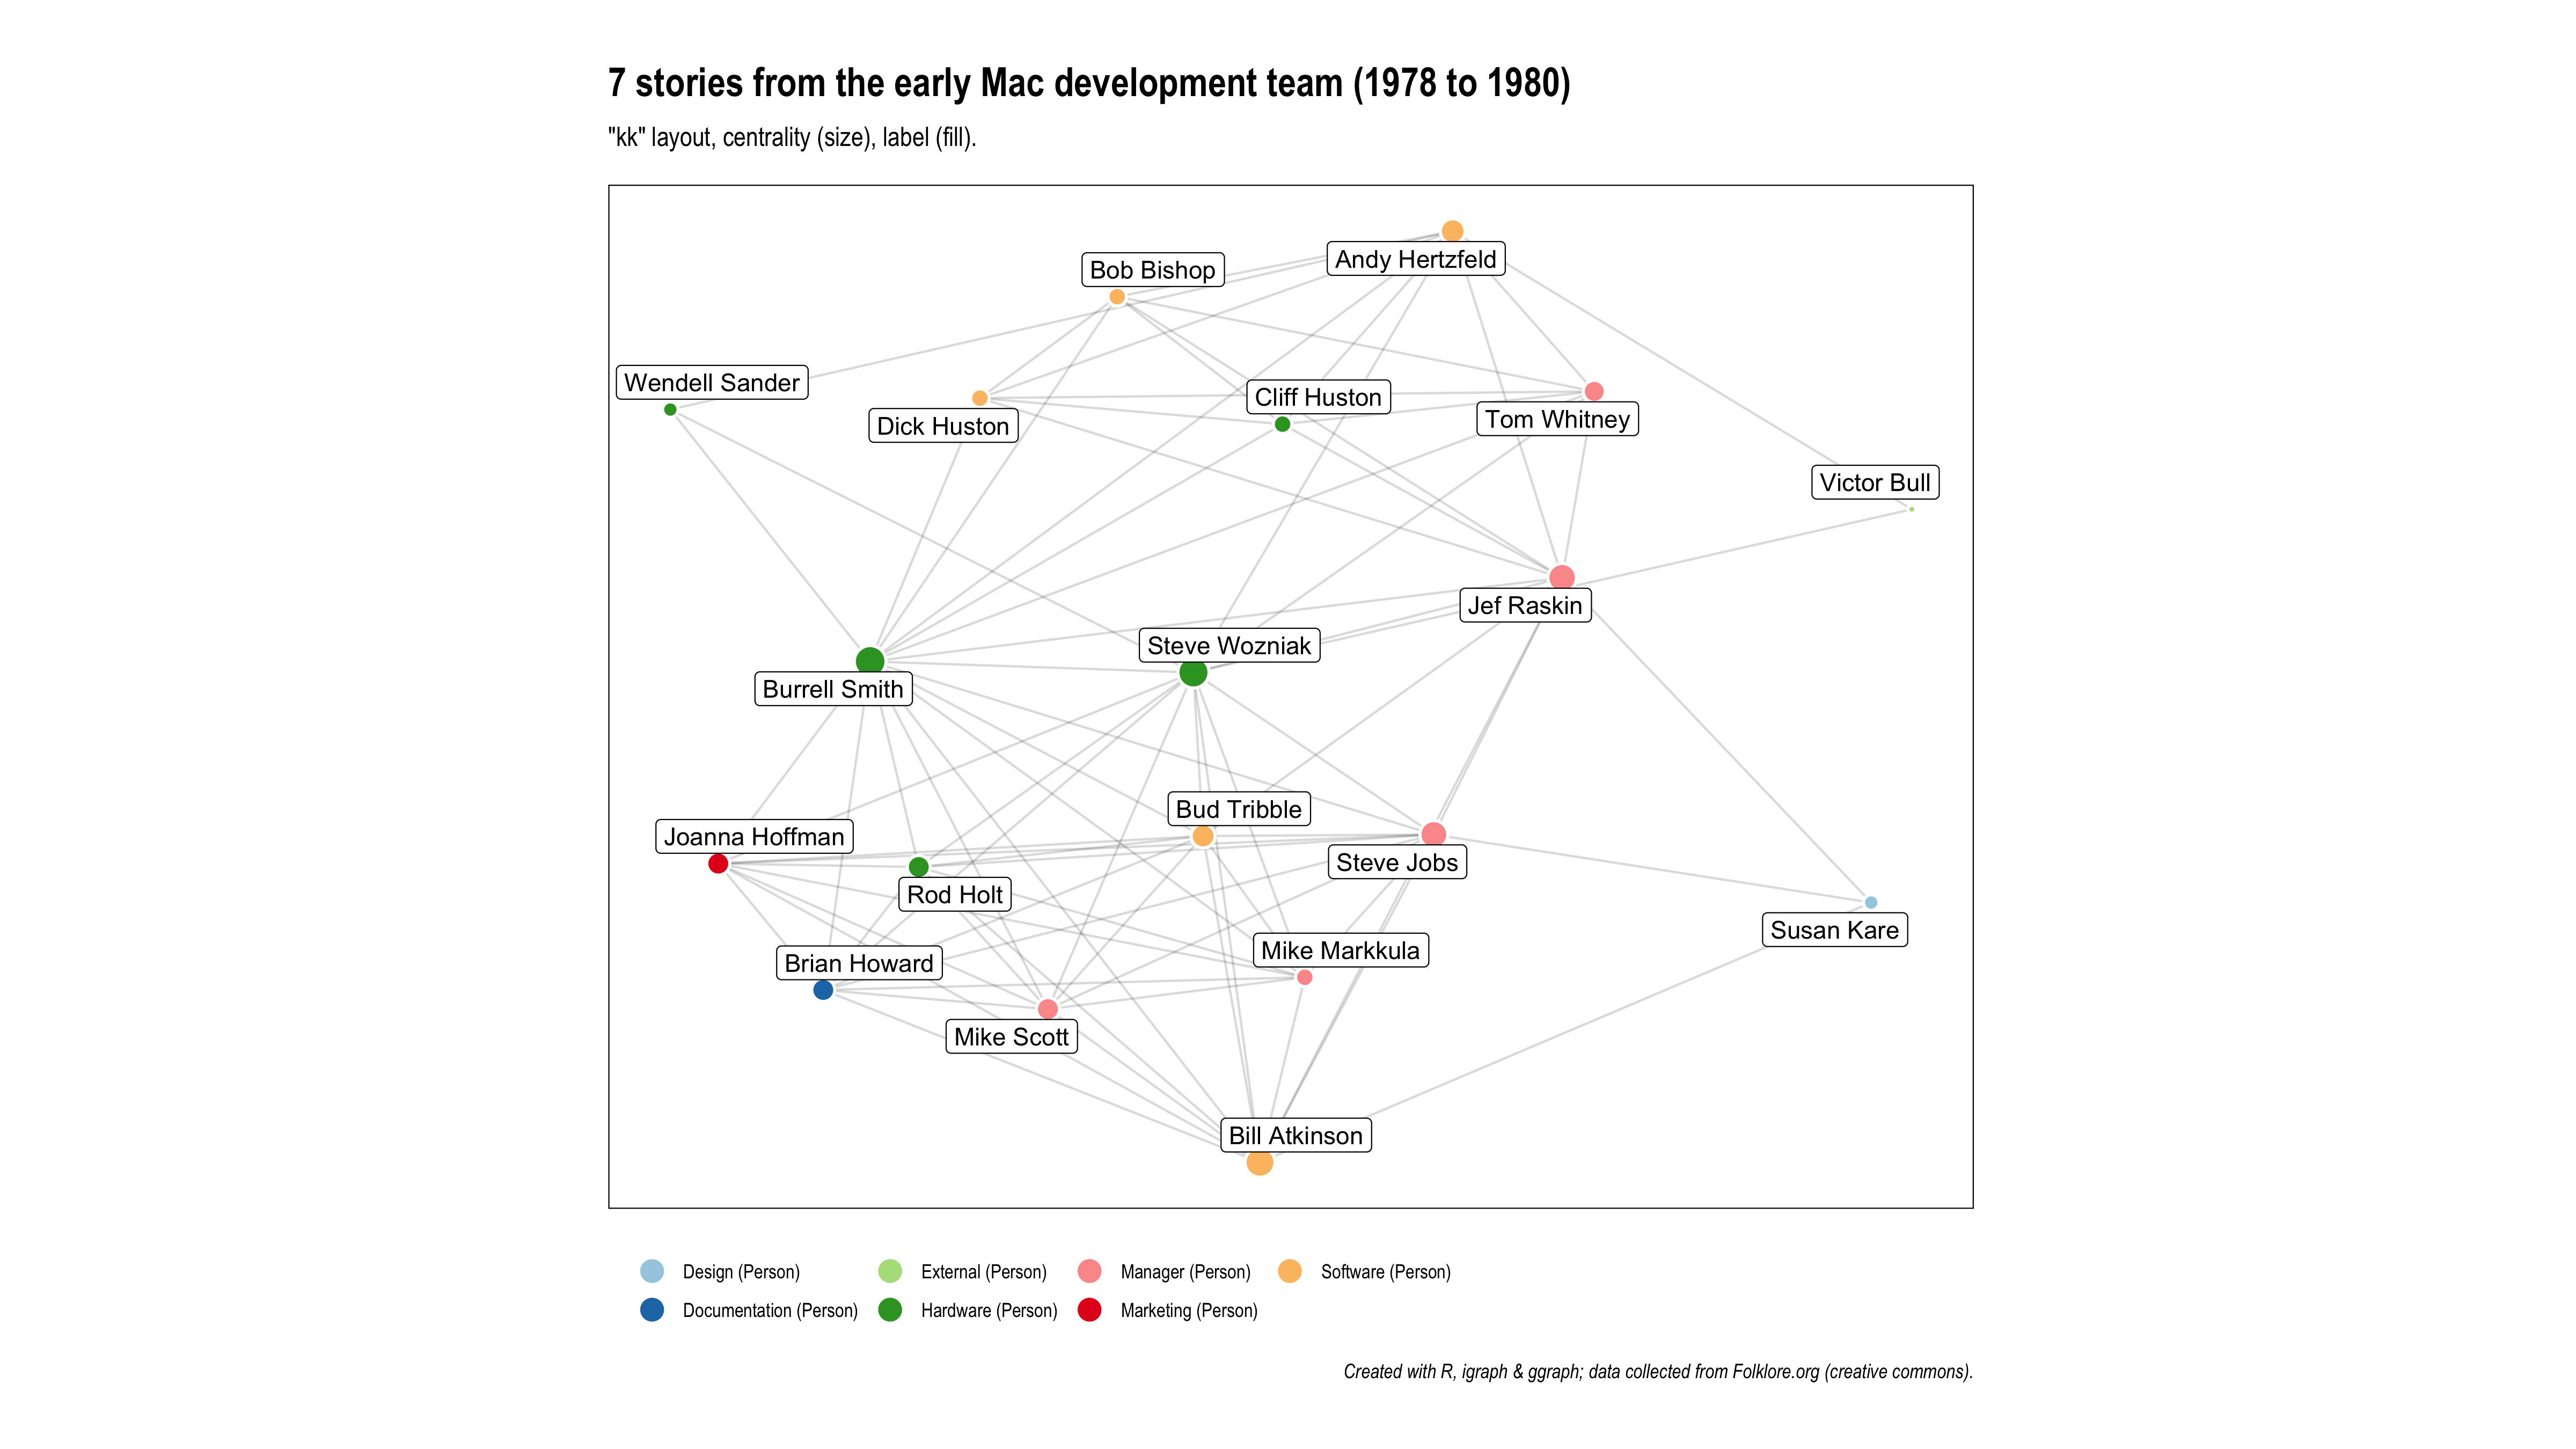 7 stories from the early Mac development team (1978 to 1980)
"kk" layout, centrality (size), label (fill).
Andy Hertzfeld
Bob Bishop
Wendell Sander
Cliff Huston
Tom Whitney
Dick Huston
Victor Bull
Jef Raskin
Steve Wozniak
Burrell Smith
Bud Tribble
Joanna Hoffman
Steve Jobs
Rod Holt
Susan Kare
Mike Markkula
Brian Howard
Mike Scott
Bill Atkinson
Design (Person)
External (Person)
Manager (Person)
Software (Person)
Documentation (Person)
Hardware (Person)
Marketing (Person)
Created with R, igraph & ggraph; data collected from Folklore.org (creative commons).